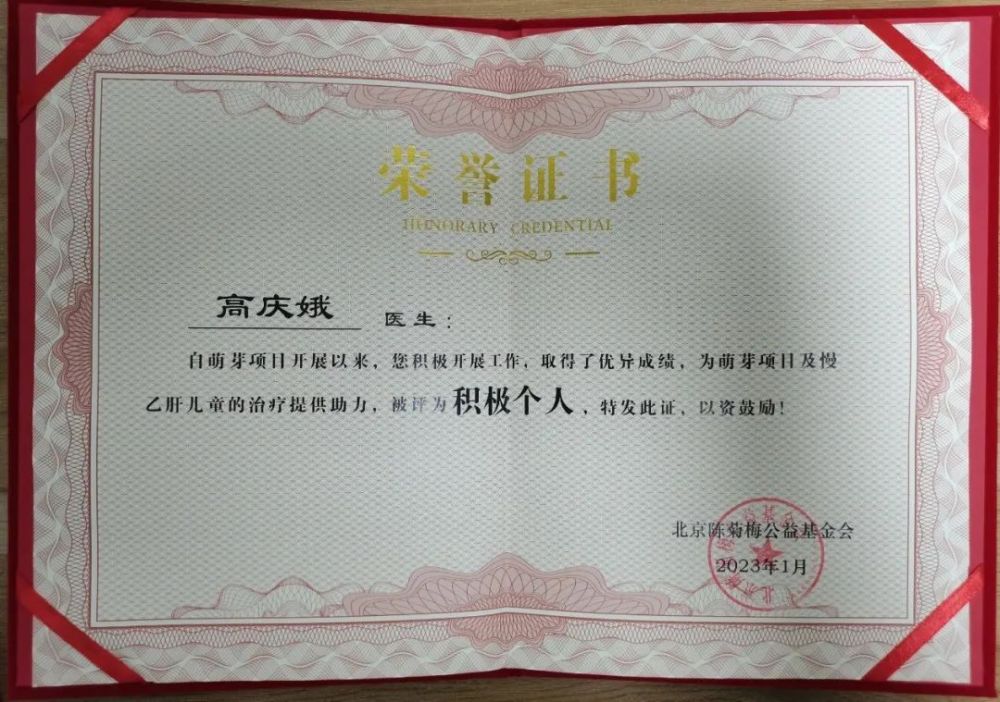 荣誉证书
HONORARY CREDENTIAL
高庆娥 医生：
自萌芽项目开展以来，您积极开展工作，取得了优异成绩，为萌芽项目及慢
乙肝儿童的治疗提供助力，被评为积极个人，特发此证，以资鼓励！
北京陈菊梅公益基金会
2023年1月